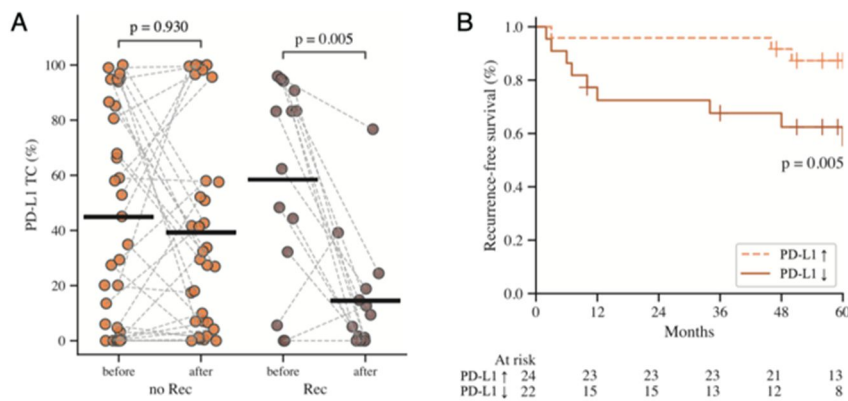 A
p = 0.930
p = 0.005
PD-L1 TC (%)
100
80
60
40
20
0
before
after
before
after
no Rec
Rec
B
Recurrence-free survival (%)
1.0
0.8
0.6
0.4
0.2
0.0
p = 0.005
PD-L1 ↑
PD-L1 ↓
0
12
24
36
48
60
Months
At risk
PD-L1 ↑ 24 23 23 23 21 13
PD-L1 ↓ 22 15 15 13 12 8